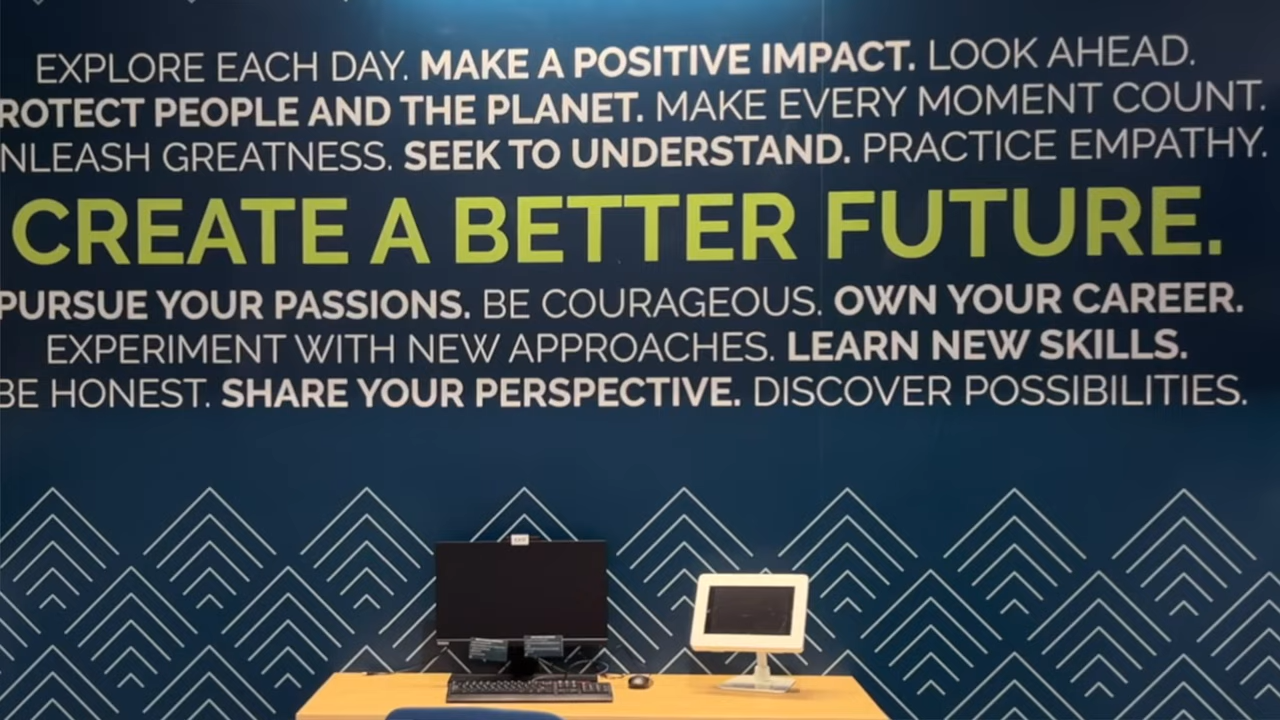 EXPLORE EACH DAY. MAKE A POSITIVE IMPACT. LOOK AHEAD.
ROTECT PEOPLE AND THE PLANET. MAKE EVERY MOMENT COUNT.
NLEASH GREATNESS. SEEK TO UNDERSTAND. PRACTICE EMPATHY.
CREATE A BETTER FUTURE.
PURSUE YOUR PASSIONS. BE COURAGEOUS. OWN YOUR CAREER.
EXPERIMENT WITH NEW APPROACHES. LEARN NEW SKILLS.
BE HONEST. SHARE YOUR PERSPECTIVE. DISCOVER POSSIBILITIES.